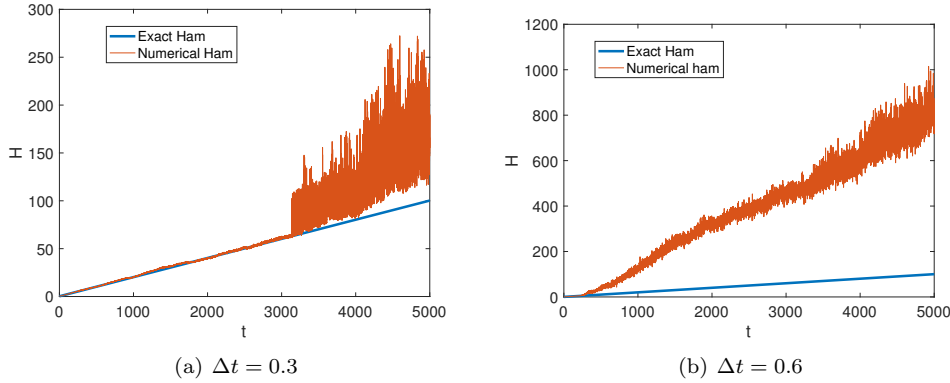 300
250
200
150
100
50
0
H
Exact Ham
Numerical Ham
0 1000 2000 3000 4000 5000
t
(a) Δt = 0.3
1200
1000
800
600
400
200
0
H
Exact Ham
Numerical ham
0 1000 2000 3000 4000 5000
t
(b) Δt = 0.6